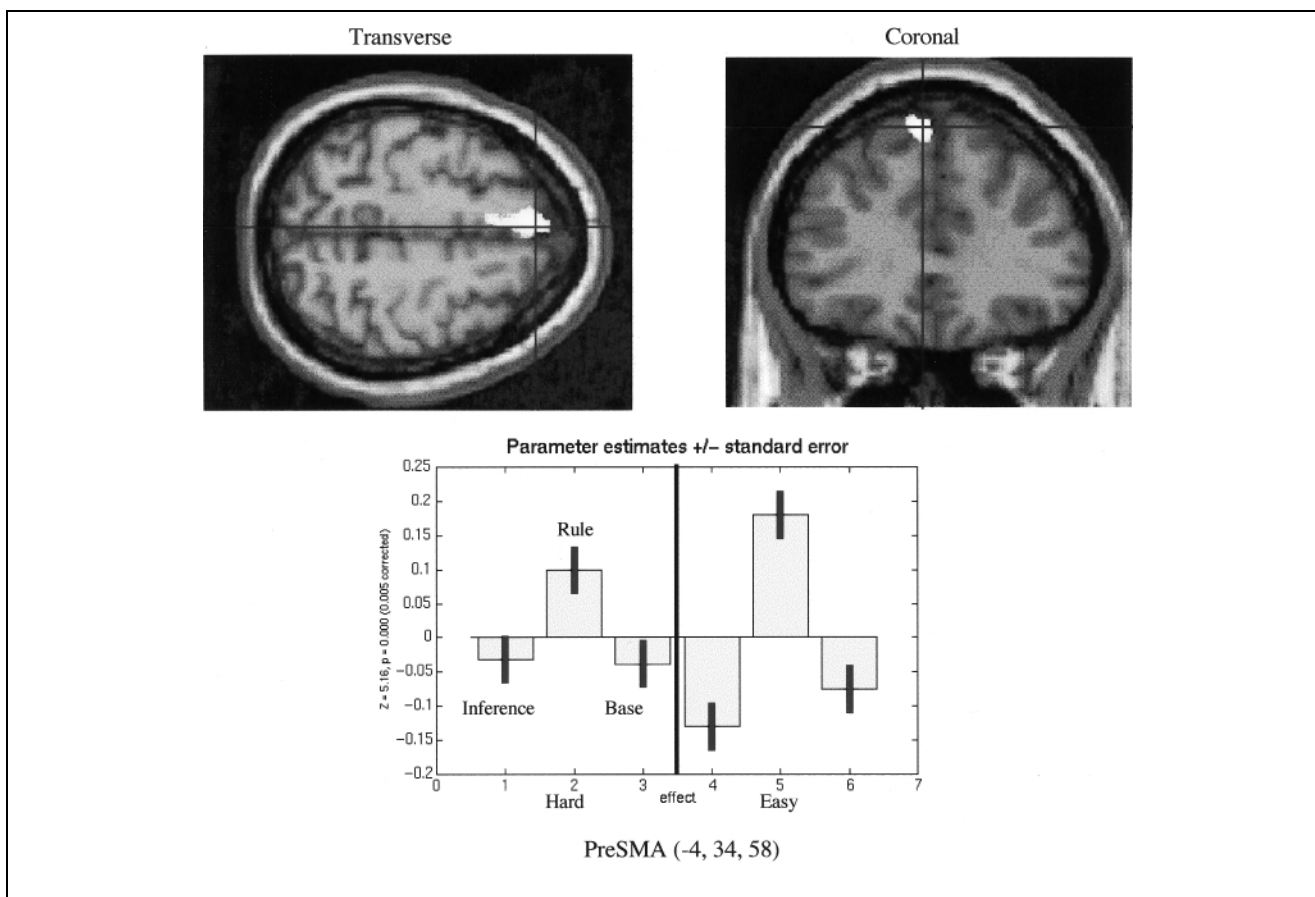 Transverse
Coronal
Parameter estimates +/− standard error
Z = 5.16, p = 0.000 (0.005 corrected)
0.25
0.2
0.15
0.1
0.05
0
−0.05
−0.1
−0.15
−0.2
Rule
Inference
Base
0 1 2 3 4 5 6 7
Hard effect Easy
PreSMA (-4, 34, 58)